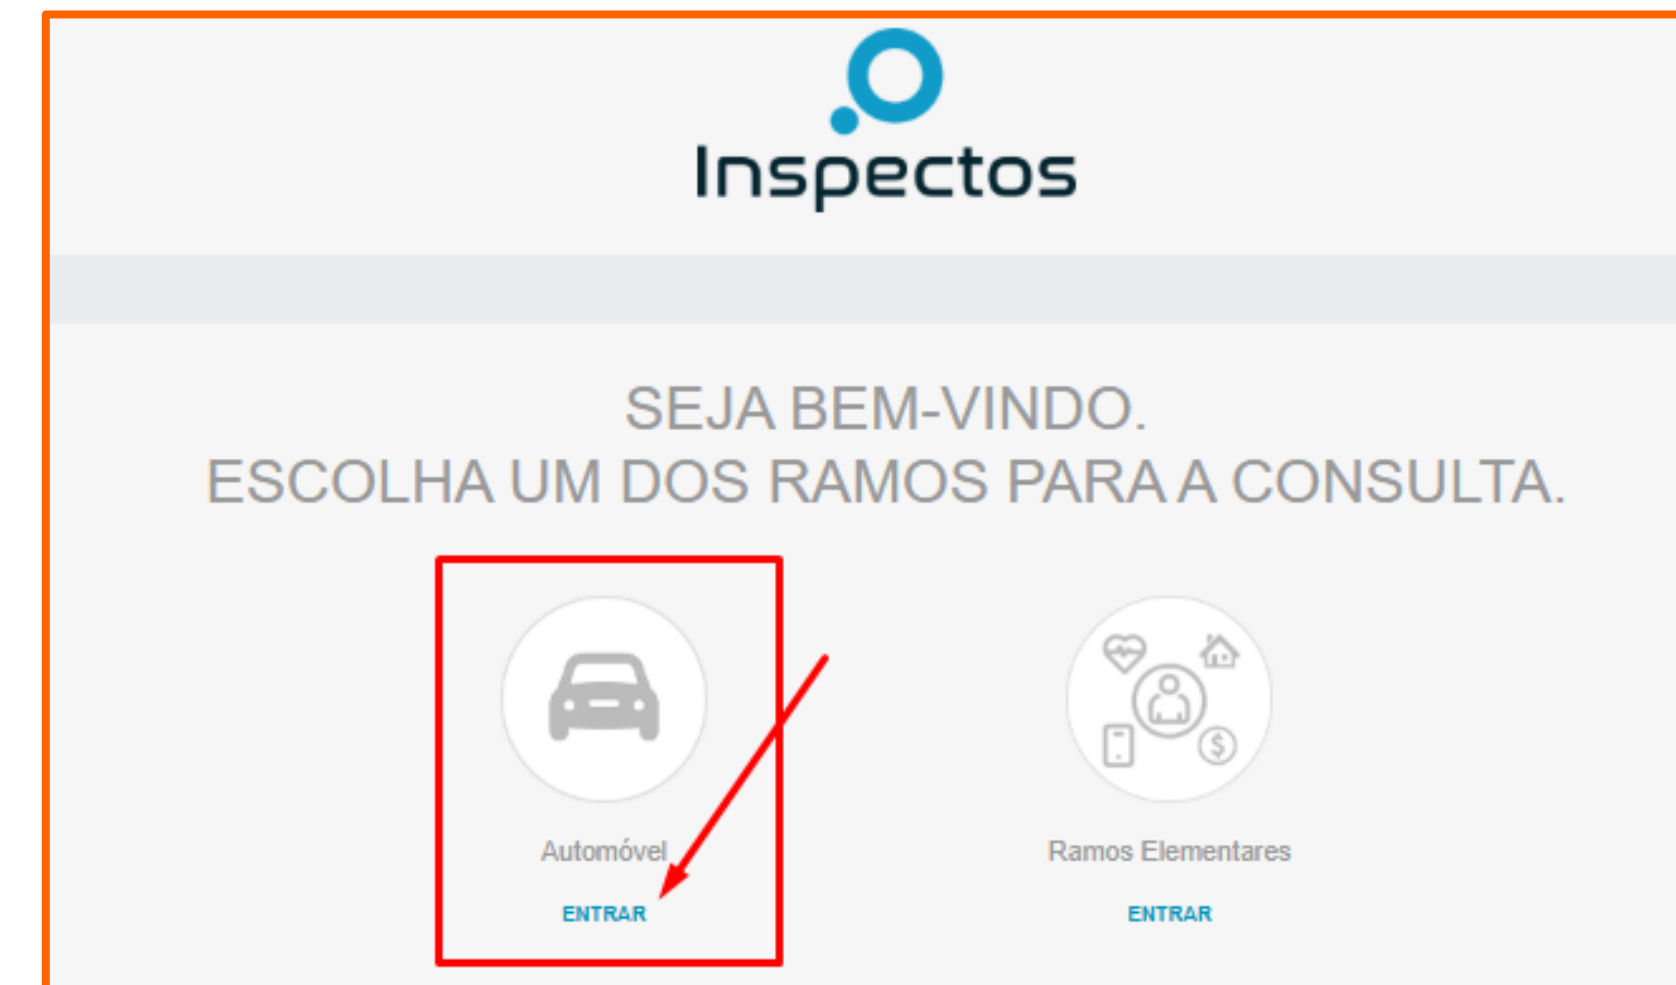 Inspectos
SEJA BEM-VINDO.
ESCOLHA UM DOS RAMOS PARA A CONSULTA.
Automóvel
ENTRAR
Ramos Elementares
ENTRAR